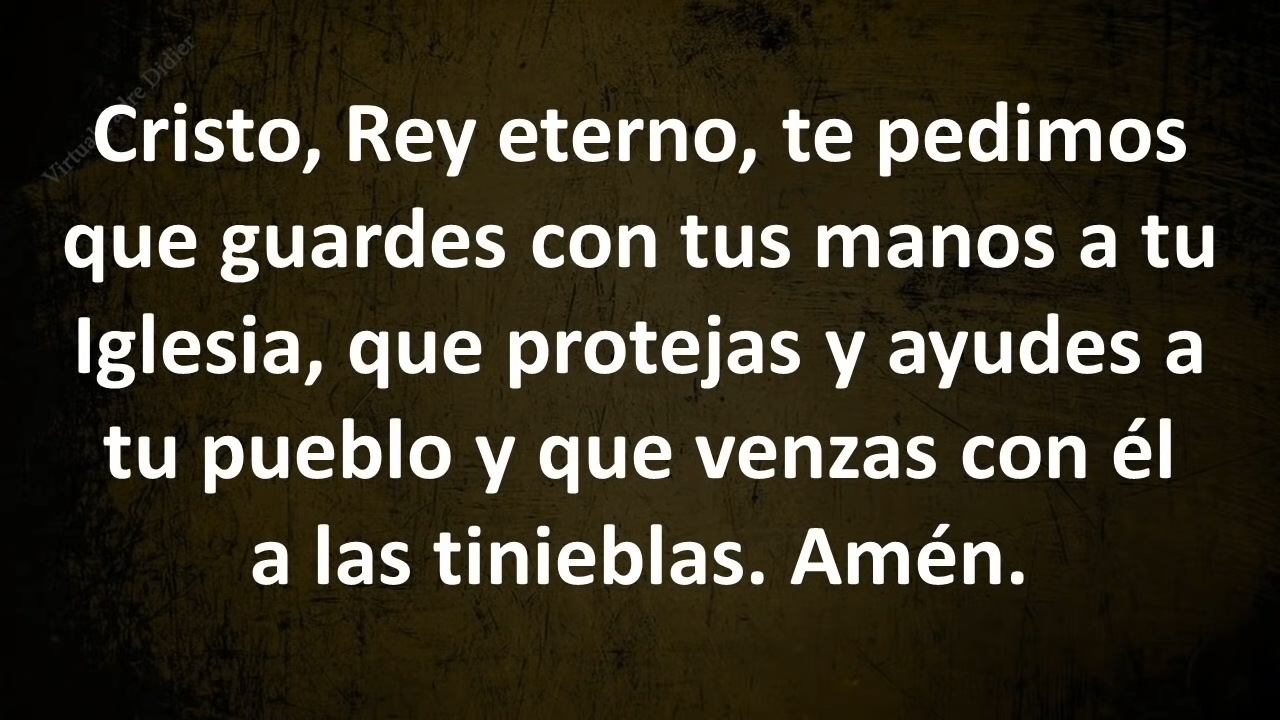 Cristo, Rey eterno, te pedimos
que guardes con tus manos a tu
Iglesia, que protejas y ayudes a
tu pueblo y que venzas con él
a las tinieblas. Amén.
Didier